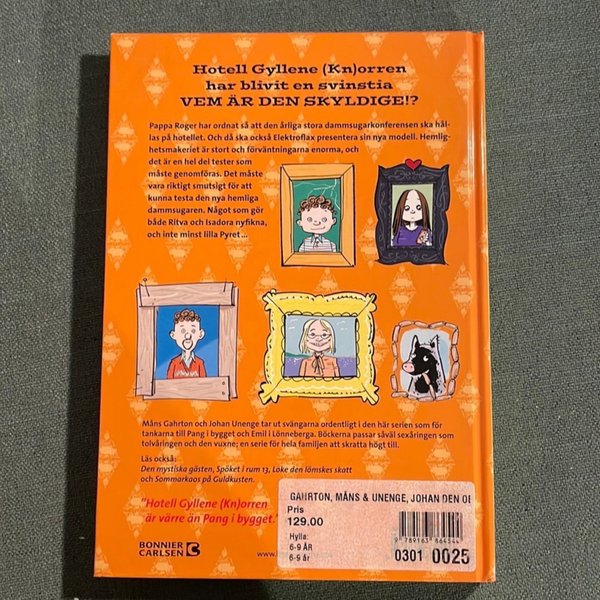 Hotell Gyllene (Kn)orren
har blivit en svinstia
VEM ÄR DEN SKYLDIGE!?
Pappa Roger har ordnat så att den årliga stora dammsugarkonferensen ska hål-
las på hotellet. Och då ska också Elektroflax presentera sin nya modell. Hemlig-
hetsmakeriet är stort och förväntningarna enorma, och
det är en hel del tester som
måste genomföras. Det måste
vara riktigt smutsigt för att
kunna testa den nya hemliga
dammsugaren. Något som gör
både Ritva och Isadora nyfikna,
och inte minst lilla Pyret...
Måns Gahrton och Johan Unenge tar ut svängarna ordentligt i den här serien som för
tankarna till Pang i bygget och Emil i Lönneberga. Böckerna passar såväl sexåringen som
tolvåringen och den vuxne; en serie för hela familjen att skratta högt till.
Läs också:
Den mystiska gästen, Spöket i rum 13, Loke den lömskes skatt
och Sommarkaos på Guldkusten.
"Hotell Gyllene (Kn)orren
är värre än Pang i bygget."
BONNIER
CARLSEN
www.
GAHRTON, MÅNS & UNENGE, JOHAN DEN OB
Pris
129.00
Hylla:
6-9 ÅR
6-9 år
9 789163 864544
0301 0025